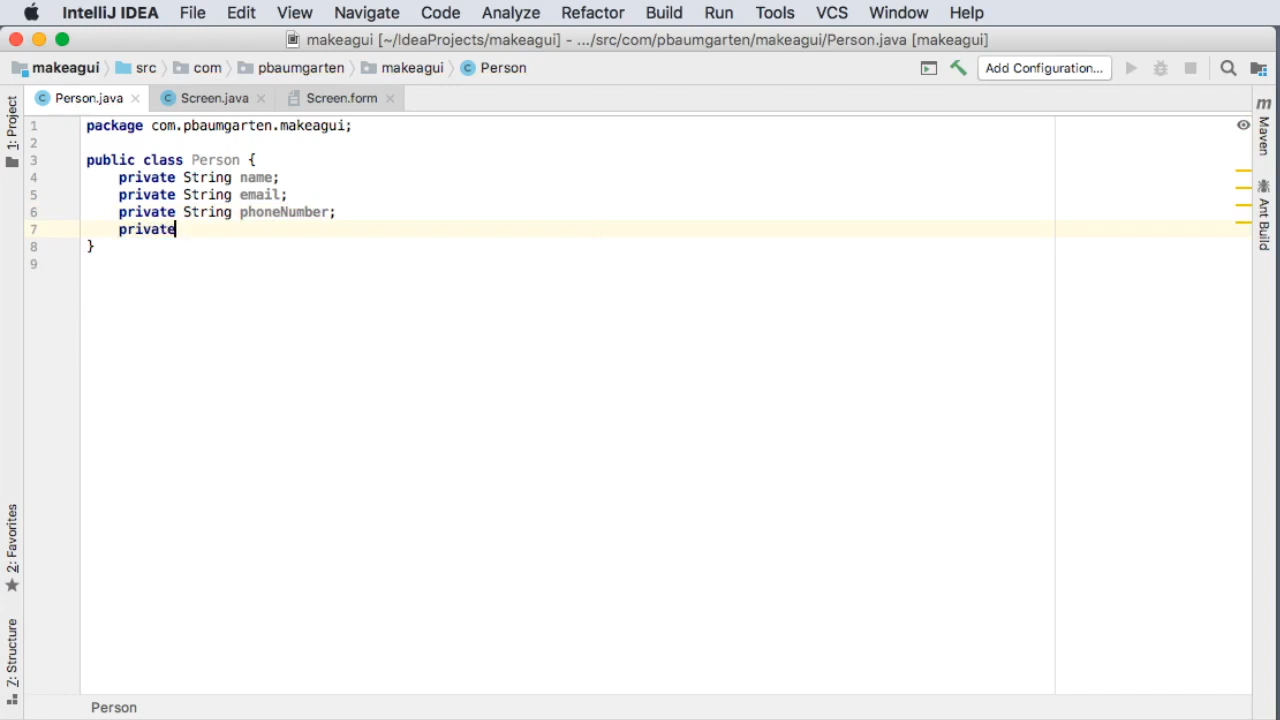 IntelliJ IDEA File Edit View Navigate Code Analyze Refactor Build Run Tools VCS Window Help
makeagui [~/IdeaProjects/makeagui] - .../src/com/pbaumgarten/makeagui/Person.java [makeagui]
makeagui src com pbaumgarten makeagui C Person Add Configuration...
C Person.java C Screen.java Screen.form
1: Project
1 package com.pbaumgarten.makeagui;
2
3 public class Person {
4 private String name;
5 private String email;
6 private String phoneNumber;
7 private
8 }
9
m Maven
Ant Build
2: Favorites
Z: Structure
Person